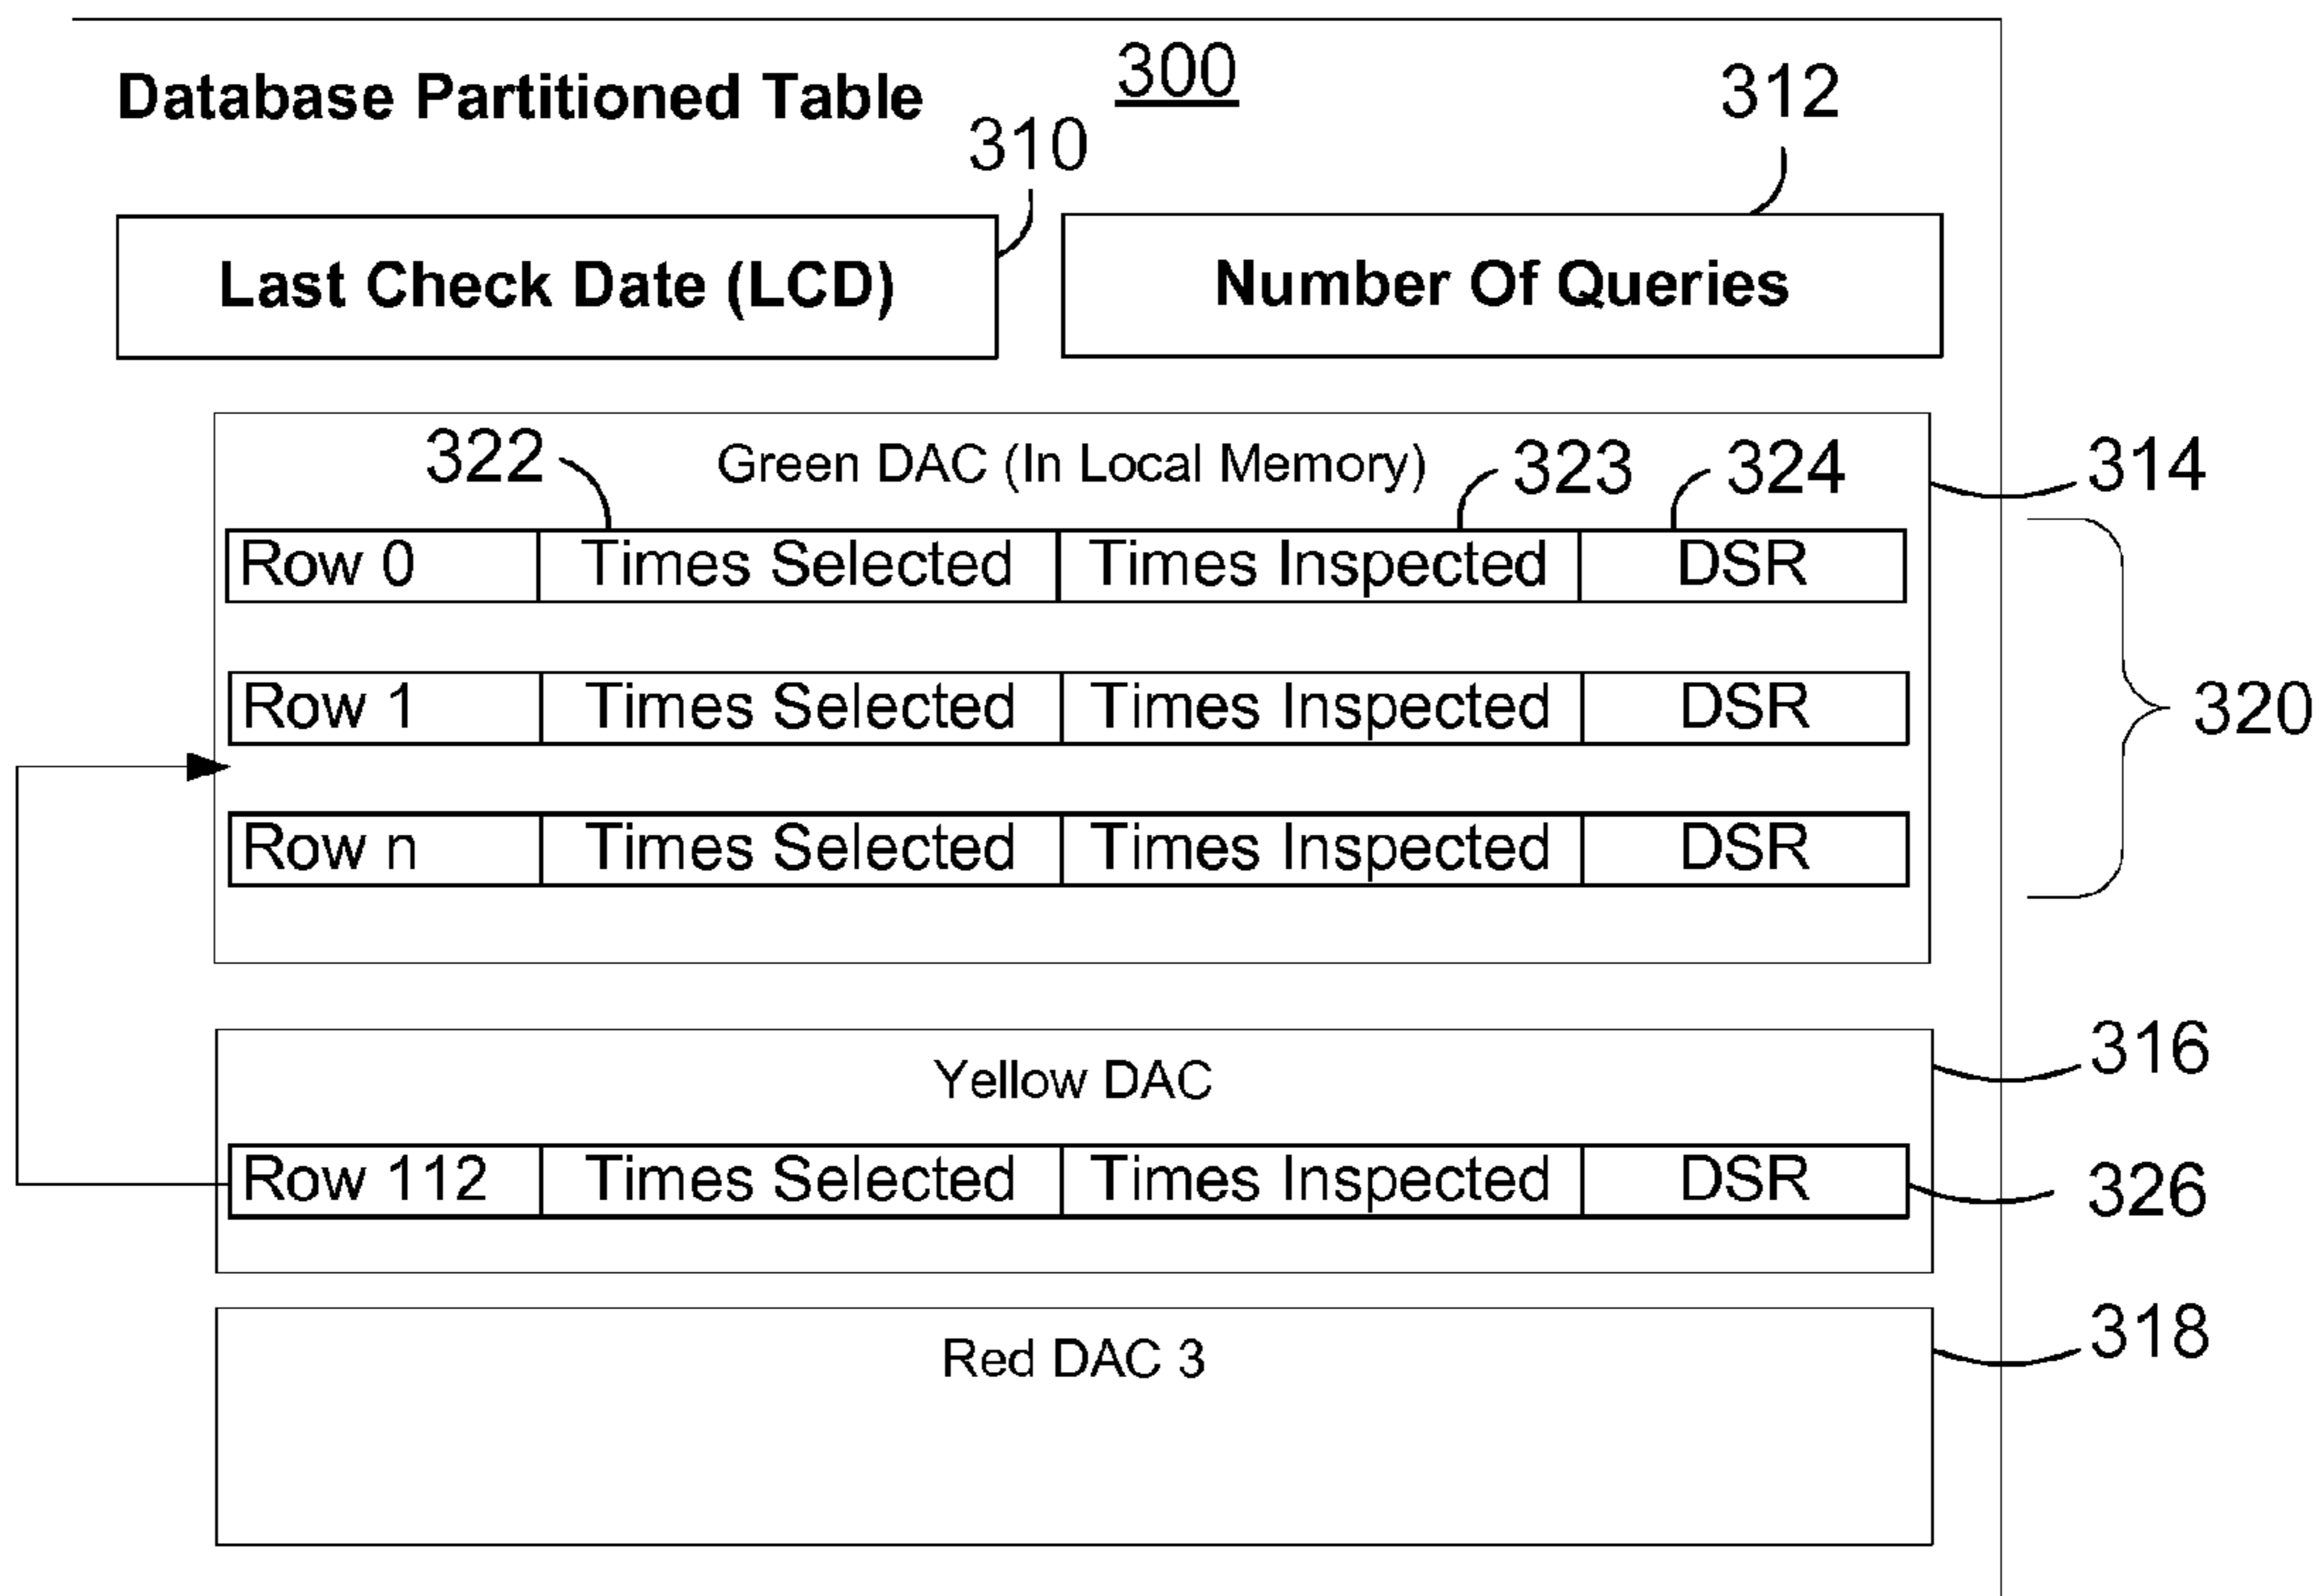 Database Partitioned Table 300
310
312
Last Check Date (LCD) Number Of Queries
322 Green DAC (In Local Memory) 323 324 314
Row 0 Times Selected Times Inspected DSR
Row 1 Times Selected Times Inspected DSR
320
Row n Times Selected Times Inspected DSR
316
Yellow DAC
Row 112 Times Selected Times Inspected DSR 326
318
Red DAC 3